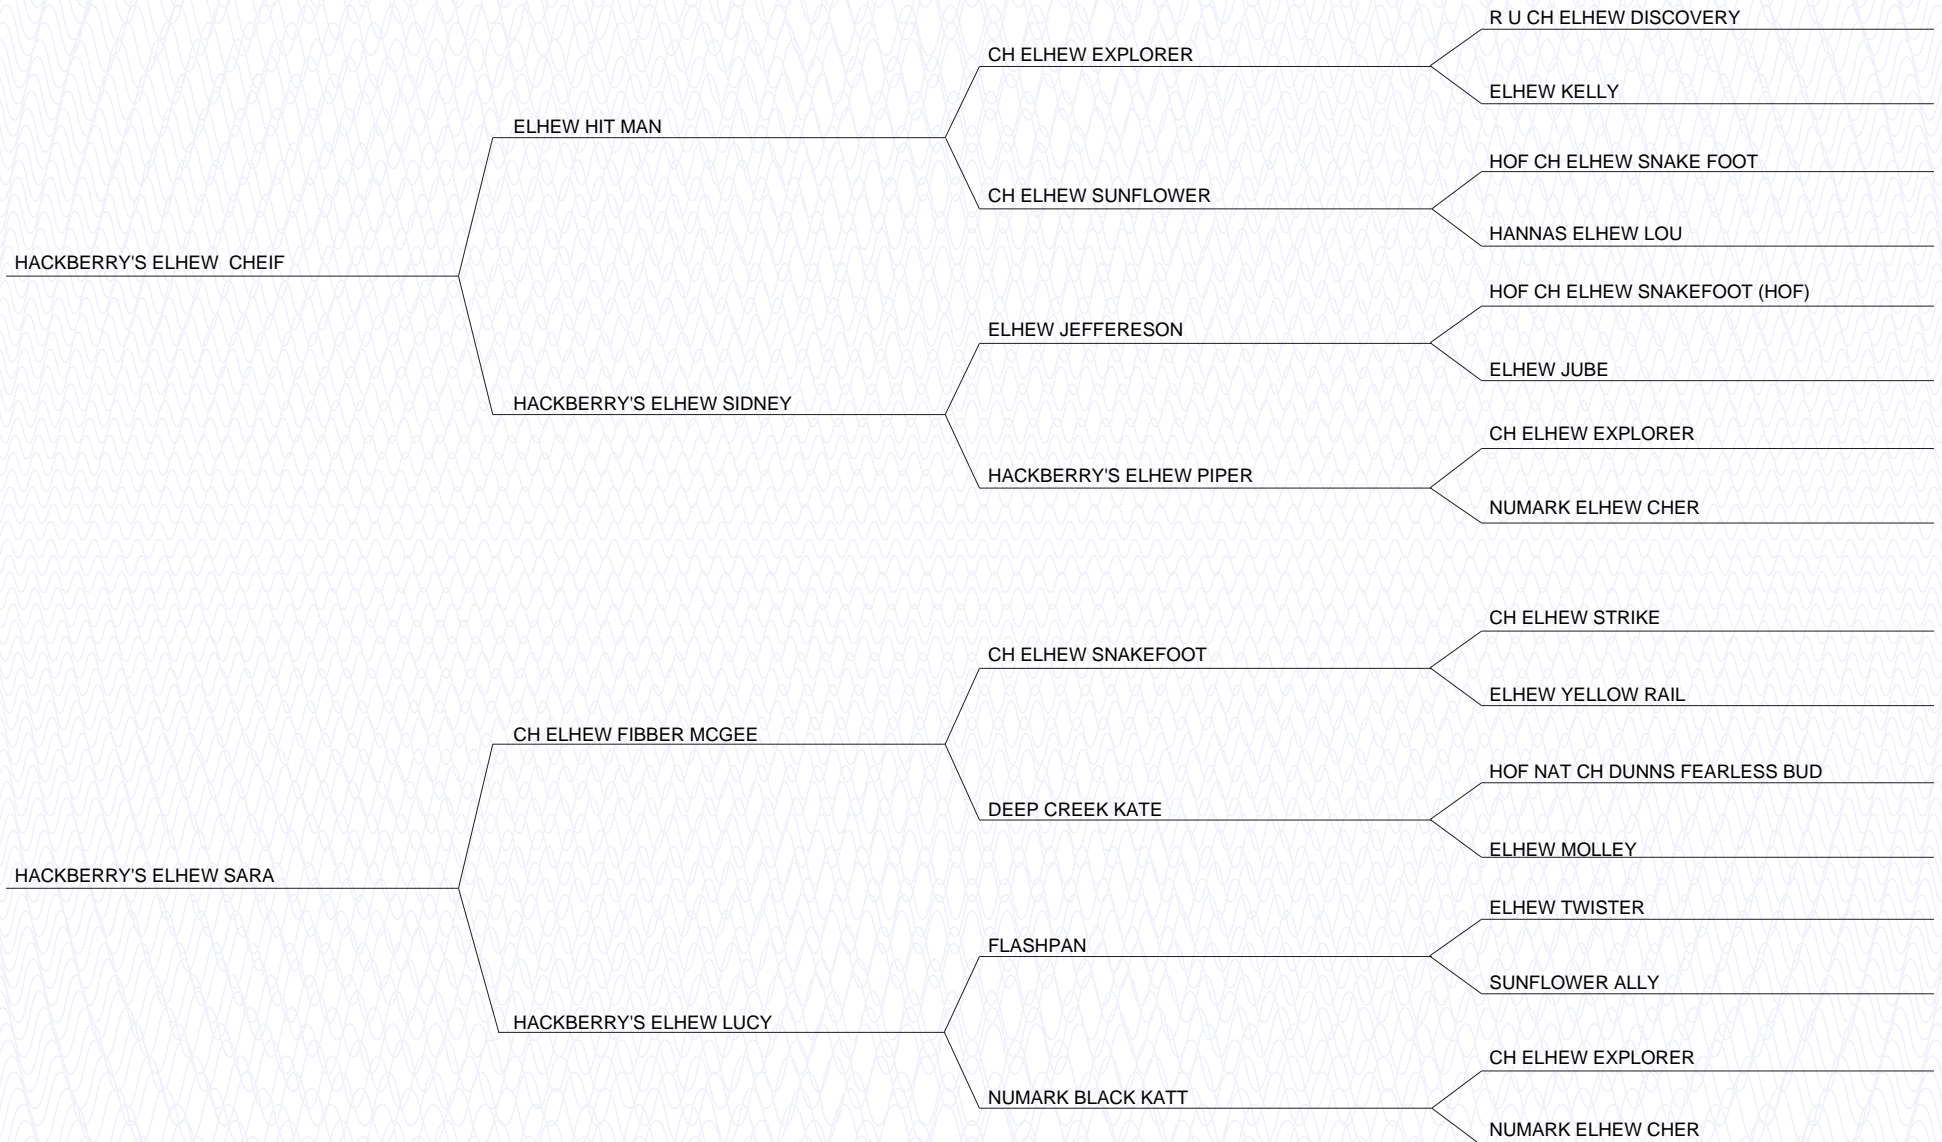 R U CH ELHEW DISCOVERY
CH ELHEW EXPLORER
ELHEW KELLY
ELHEW HIT MAN
HOF CH ELHEW SNAKE FOOT
CH ELHEW SUNFLOWER
HANNAS ELHEW LOU
HACKBERRY'S ELHEW  CHEIF
HOF CH ELHEW SNAKEFOOT (HOF)
ELHEW JEFFERESON
ELHEW JUBE
HACKBERRY'S ELHEW SIDNEY
CH ELHEW EXPLORER
HACKBERRY'S ELHEW PIPER
NUMARK ELHEW CHER
CH ELHEW STRIKE
CH ELHEW SNAKEFOOT
ELHEW YELLOW RAIL
CH ELHEW FIBBER MCGEE
HOF NAT CH DUNNS FEARLESS BUD
DEEP CREEK KATE
ELHEW MOLLEY
HACKBERRY'S ELHEW SARA
ELHEW TWISTER
FLASHPAN
SUNFLOWER ALLY
HACKBERRY'S ELHEW LUCY
CH ELHEW EXPLORER
NUMARK BLACK KATT
NUMARK ELHEW CHER